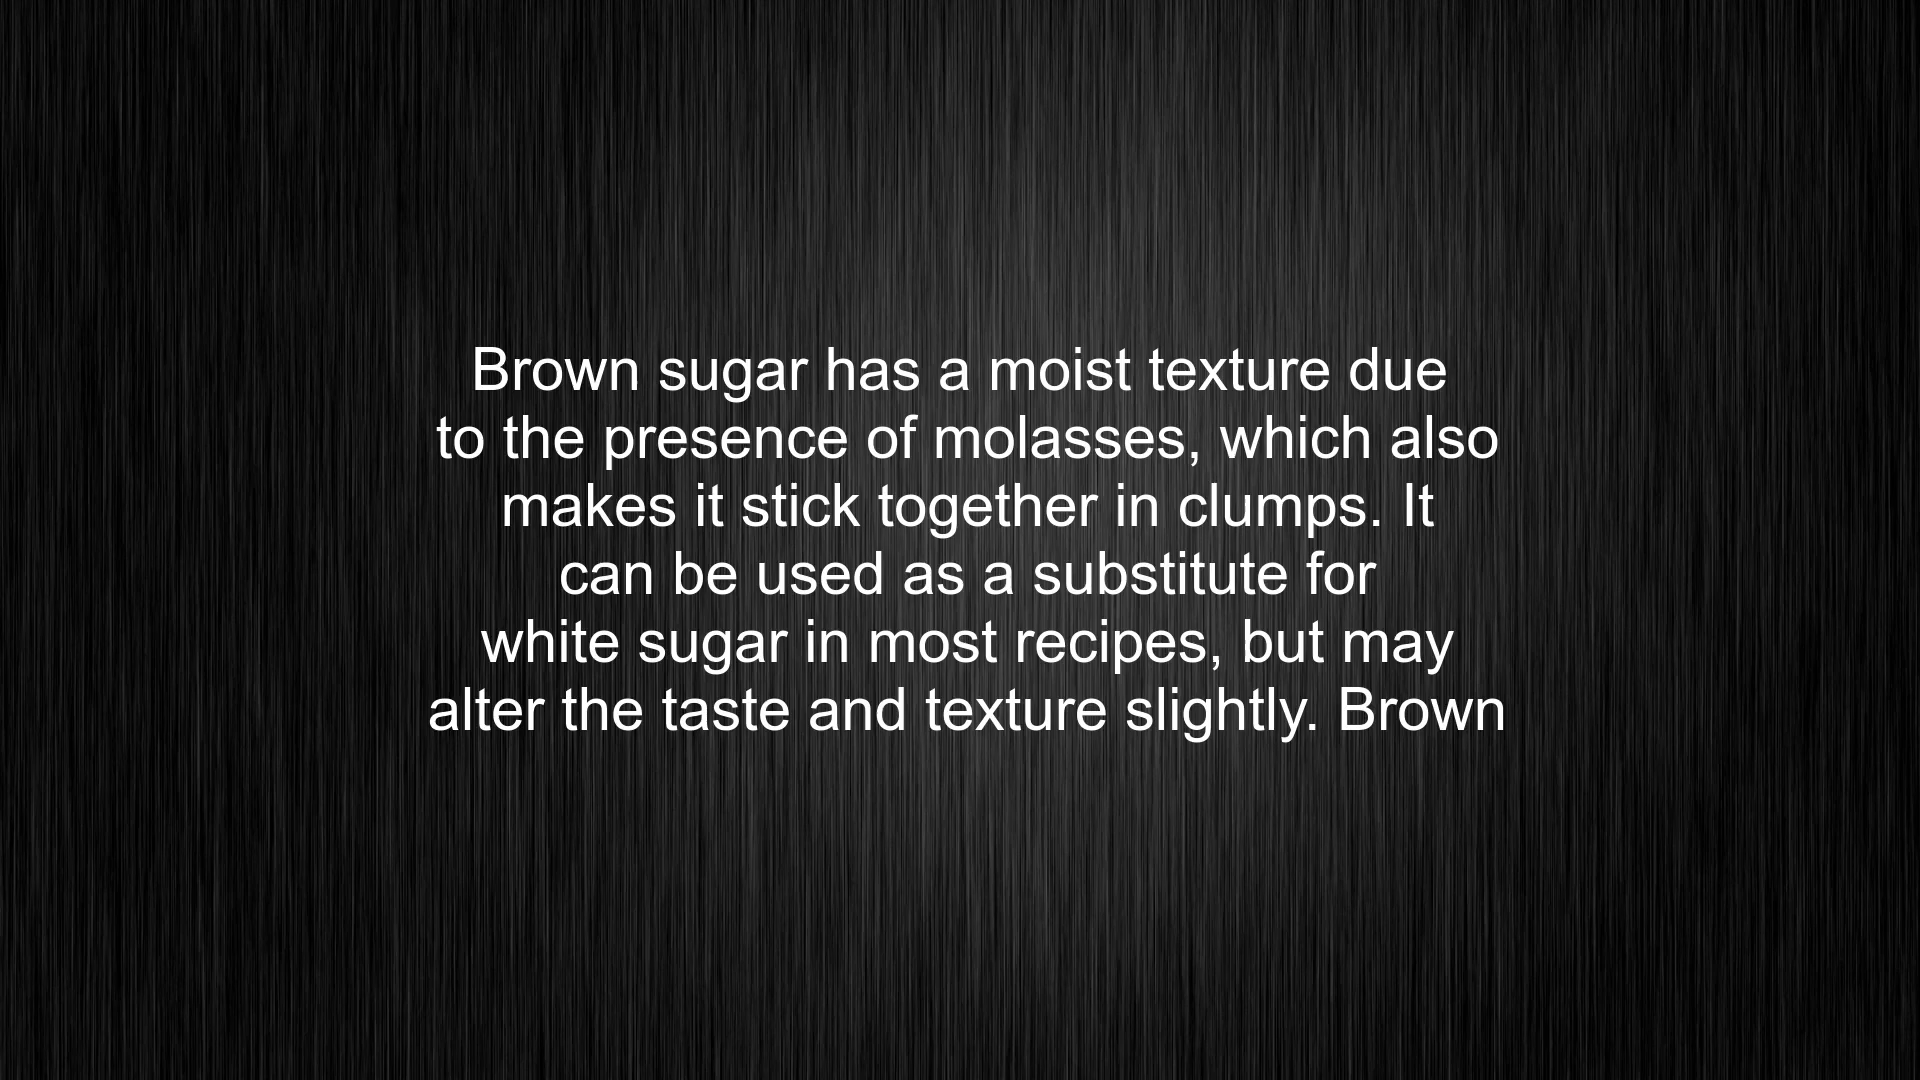 Brown sugar has a moist texture due
to the presence of molasses, which also
makes it stick together in clumps. It
can be used as a substitute for
white sugar in most recipes, but may
alter the taste and texture slightly. Brown